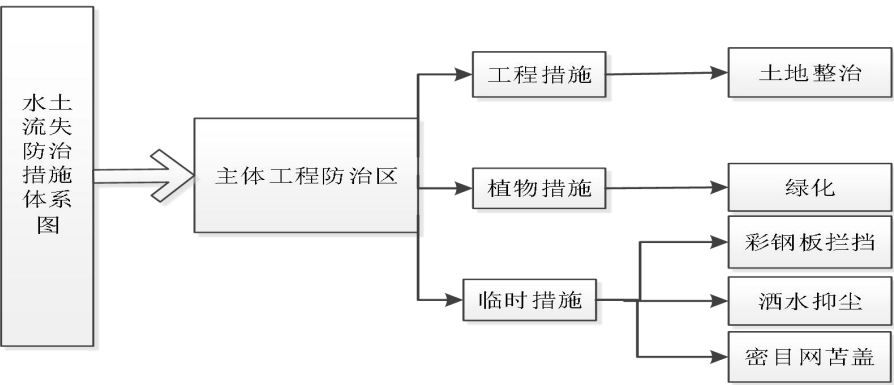 水土
流失
防治
措施
体系
图
主体工程防治区
工程措施
土地整治
植物措施
绿化
临时措施
彩钢板拦挡
洒水抑尘
密目网苫盖